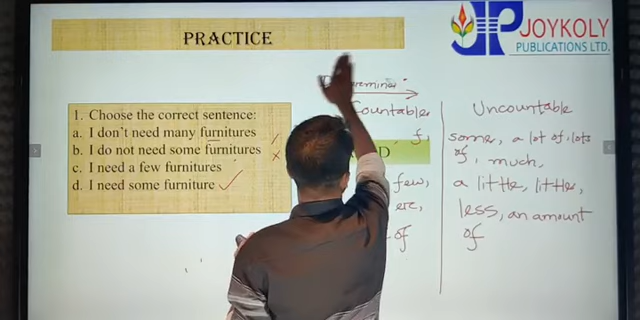 PRACTICE
JP JOYKOLY
PUBLICATIONS LTD.
1. Choose the correct sentence:
a. I don't need many furnitures
b. I do not need some furnitures
c. I need a few furnitures
d. I need some furniture
Countable
few,
etc,
of
Uncountable
some, a lot of, lots
of, much,
a little, little,
less, an amount
of